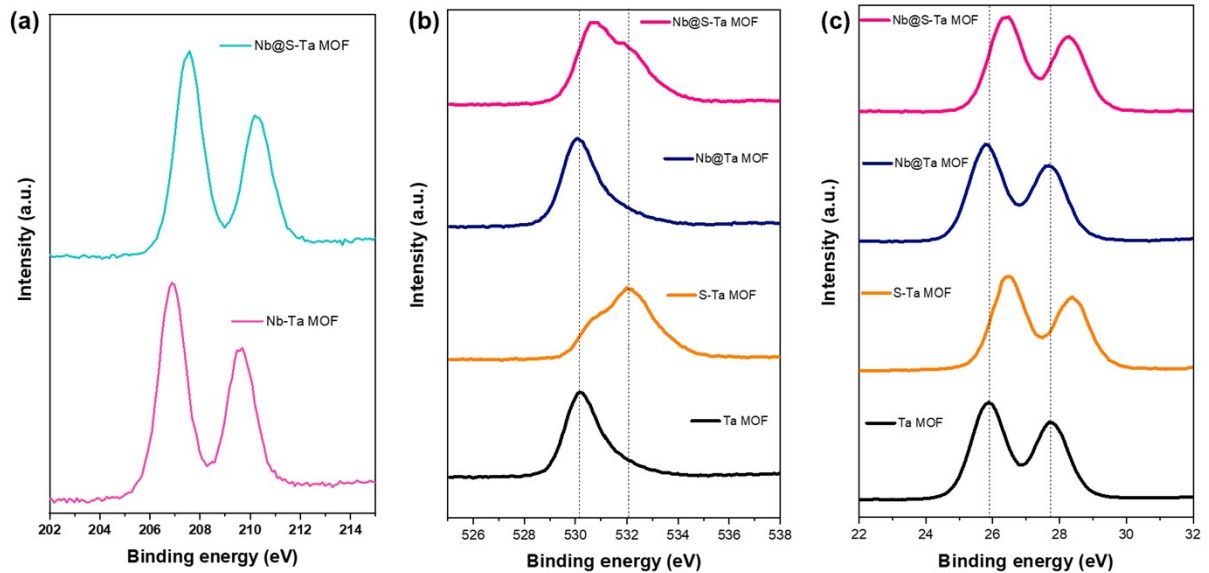 (a)
Nb@S-Ta MOF
Nb-Ta MOF
Intensity (a.u.)
202 204 206 208 210 212 214
Binding energy (eV)
(b)
Nb@S-Ta MOF
Nb@Ta MOF
S-Ta MOF
Ta MOF
Intensity (a.u.)
526 528 530 532 534 536 538
Binding energy (eV)
(c)
Nb@S-Ta MOF
Nb@Ta MOF
S-Ta MOF
Ta MOF
Intensity (a.u.)
22 24 26 28 30 32
Binding energy (eV)